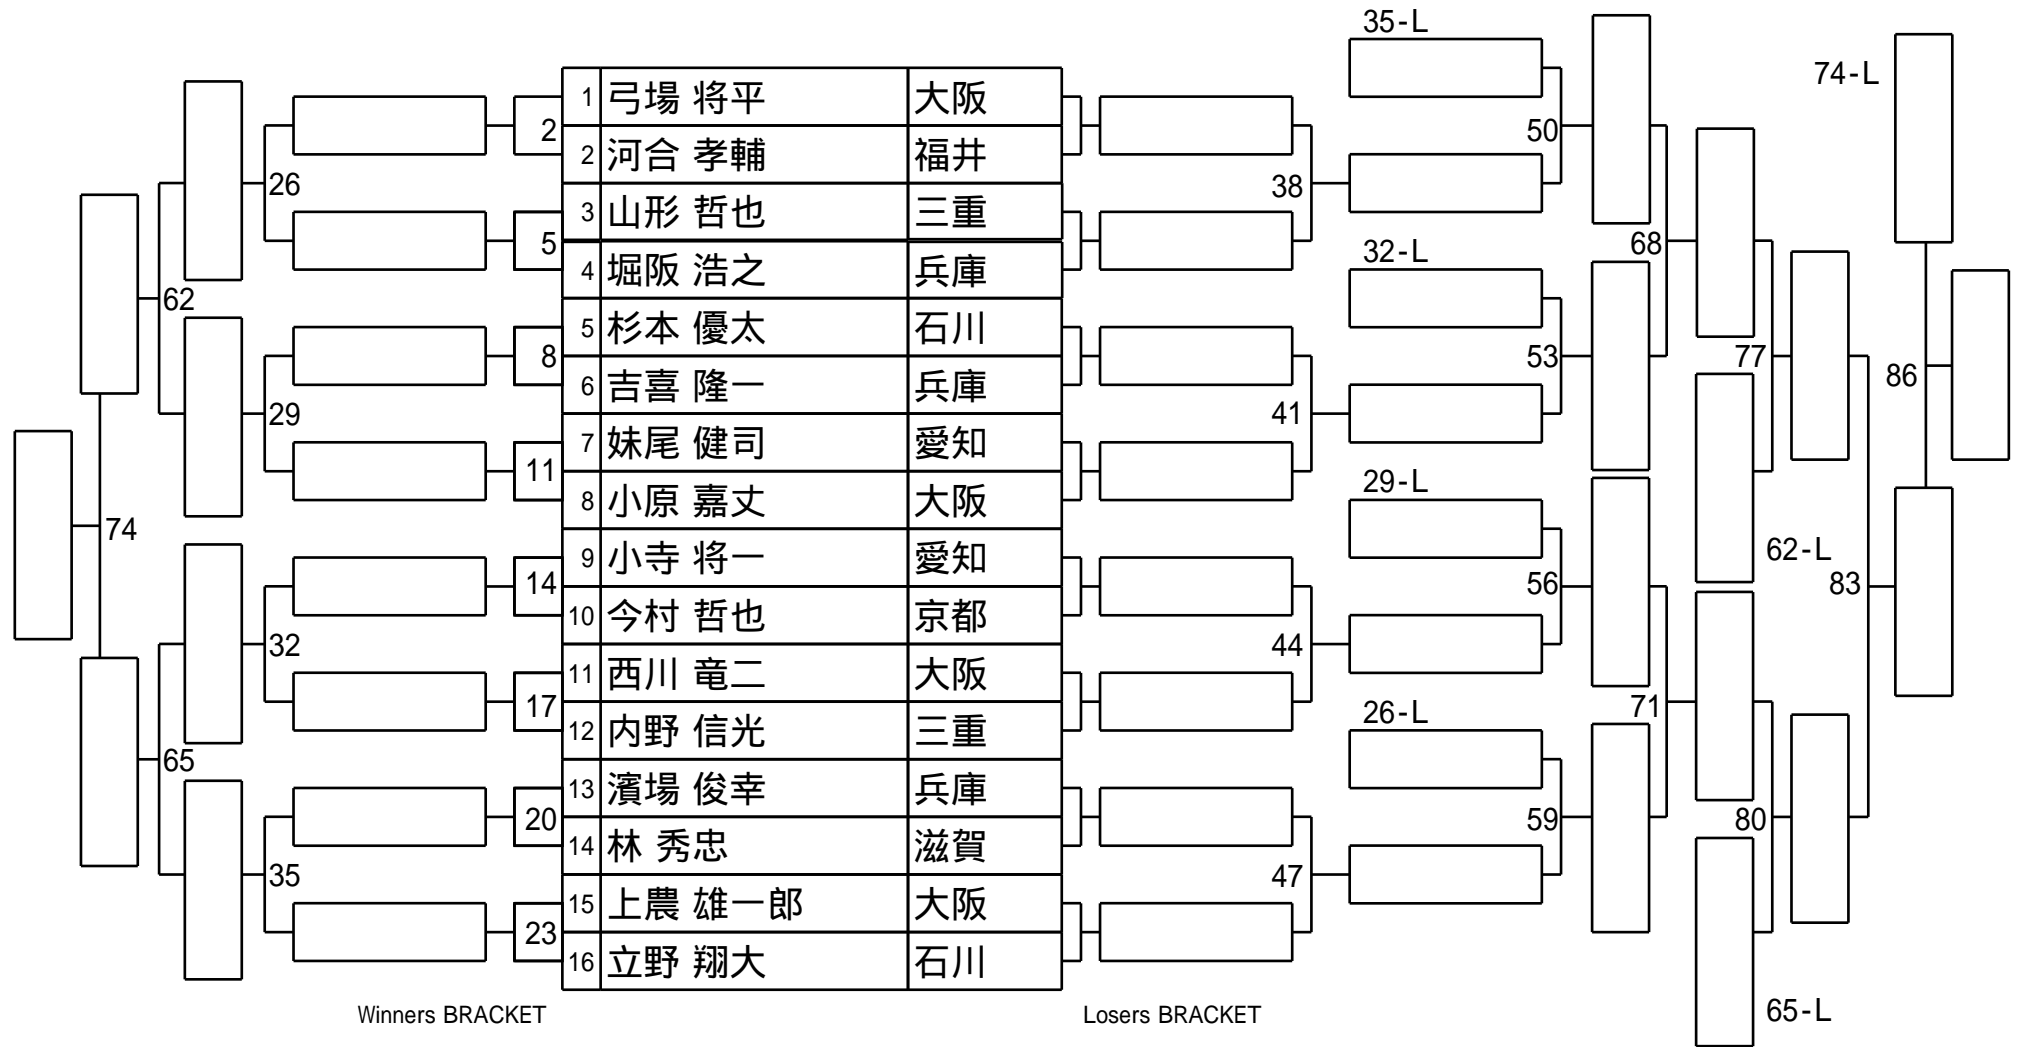 35-L
74-L
1 弓場 将平 大阪
2
50
2 河合 孝輔 福井
26
38
3 山形 哲也 三重
5
32-L
68
4 堀阪 浩之 兵庫
62
5 杉本 優太 石川
8
53
77
86
6 吉喜 隆一 兵庫
29
41
7 妹尾 健司 愛知
11
29-L
8 小原 嘉丈 大阪
74
9 小寺 将一 愛知
62-L
14
56
83
10 今村 哲也 京都
32
44
11 西川 竜二 大阪
17
26-L
71
12 内野 信光 三重
65
13 濱場 俊幸 兵庫
20
59
80
14 林 秀忠 滋賀
35
47
15 上農 雄一郎 大阪
23
16 立野 翔大 石川
Winners BRACKET
Losers BRACKET
65-L